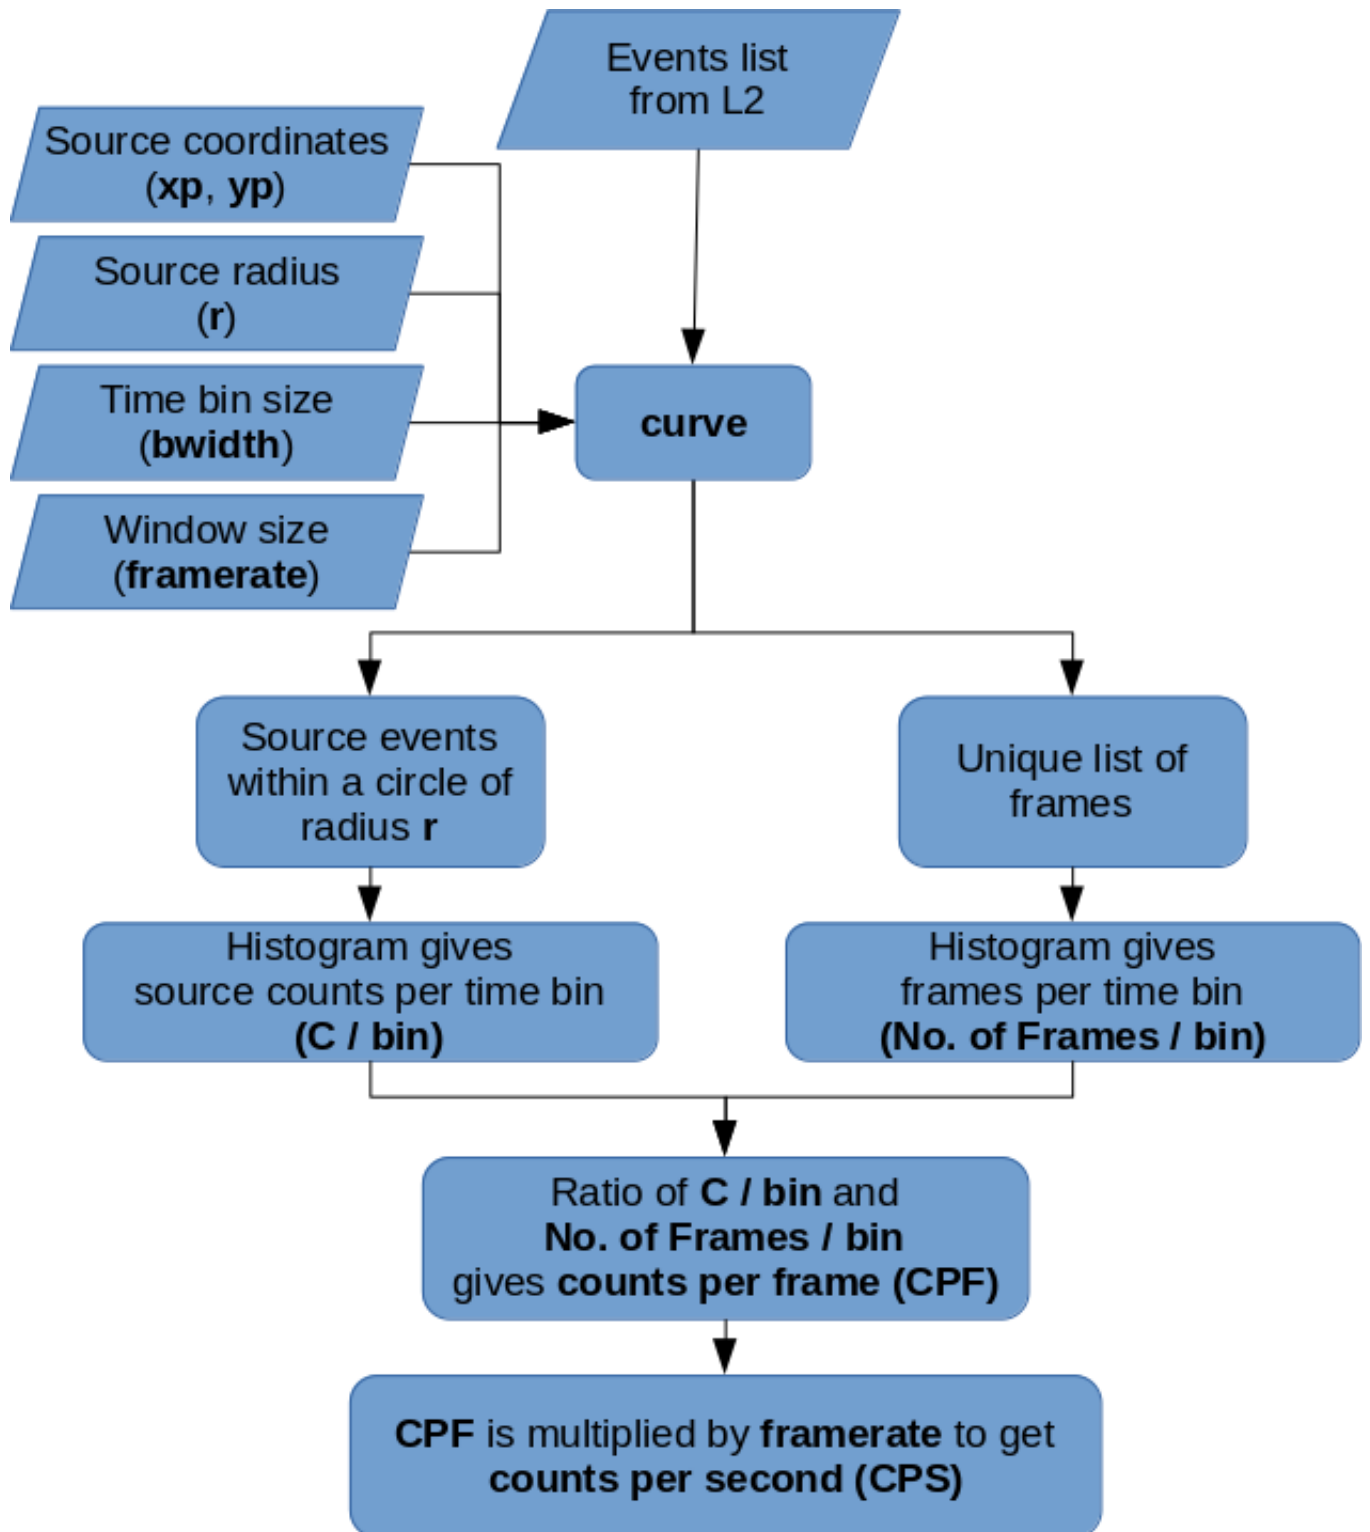 Events list
from L2
Source coordinates
(xp, yp)
Source radius
(r)
Time bin size
(bwidth)
Window size
(framerate)
curve
Source events
within a circle of
radius r
Unique list of
frames
Histogram gives
source counts per time bin
(C / bin)
Histogram gives
frames per time bin
(No. of Frames / bin)
Ratio of C / bin and
No. of Frames / bin
gives counts per frame (CPF)
CPF is multiplied by framerate to get
counts per second (CPS)